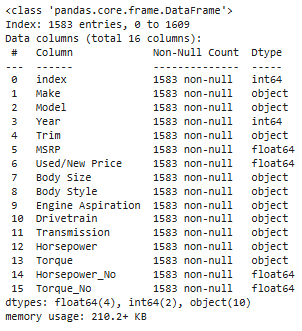 <class 'pandas.core.frame.DataFrame'>
Index: 1583 entries, 0 to 1609
Data columns (total 16 columns):
 #   Column             Non-Null Count  Dtype
---  ------             --------------  -----
 0   index              1583 non-null   int64
 1   Make               1583 non-null   object
 2   Model              1583 non-null   object
 3   Year               1583 non-null   int64
 4   Trim               1583 non-null   object
 5   MSRP               1583 non-null   float64
 6   Used/New Price     1583 non-null   float64
 7   Body Size          1583 non-null   object
 8   Body Style         1583 non-null   object
 9   Engine Aspiration  1583 non-null   object
 10  Drivetrain         1583 non-null   object
 11  Transmission       1583 non-null   object
 12  Horsepower         1583 non-null   object
 13  Torque             1583 non-null   object
 14  Horsepower_No      1583 non-null   float64
 15  Torque_No          1583 non-null   float64
dtypes: float64(4), int64(2), object(10)
memory usage: 210.2+ KB